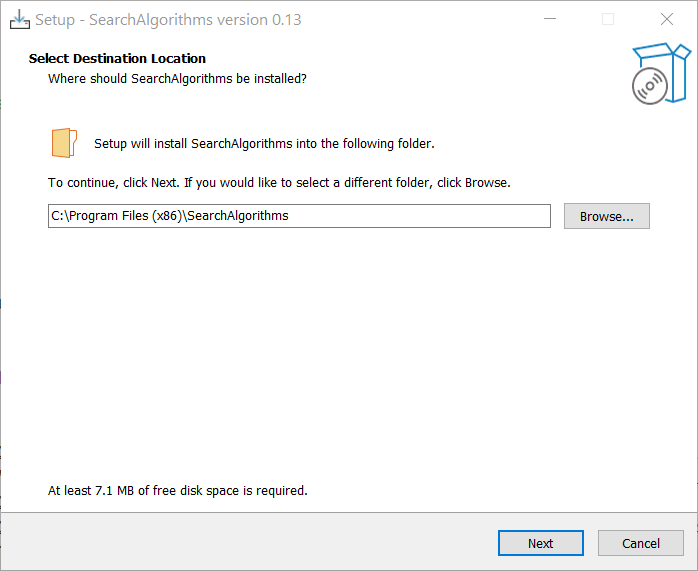 Setup - SearchAlgorithms version 0.13
Select Destination Location
Where should SearchAlgorithms be installed?
Setup will install SearchAlgorithms into the following folder.
To continue, click Next. If you would like to select a different folder, click Browse.
C:\Program Files (x86)\SearchAlgorithms
Browse...
At least 7.1 MB of free disk space is required.
Next
Cancel